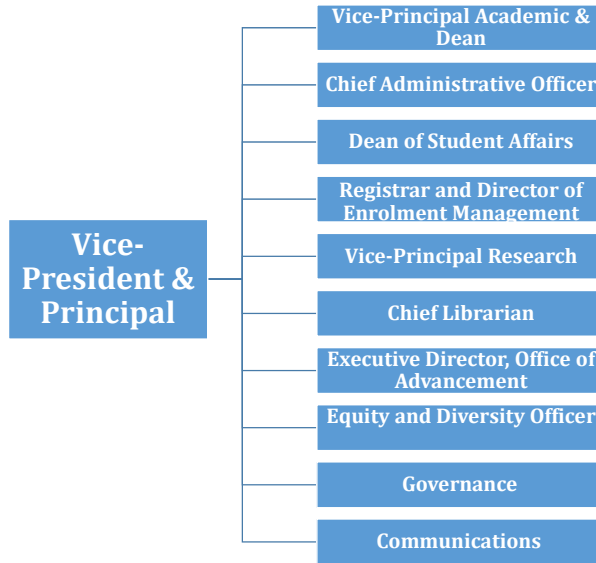 Vice-Principal Academic &
Dean
Chief Administrative Officer
Dean of Student Affairs
Registrar and Director of
Enrolment Management
Vice-
President &
Principal
Vice-Principal Research
Chief Librarian
Executive Director, Office of
Advancement
Equity and Diversity Officer
Governance
Communications